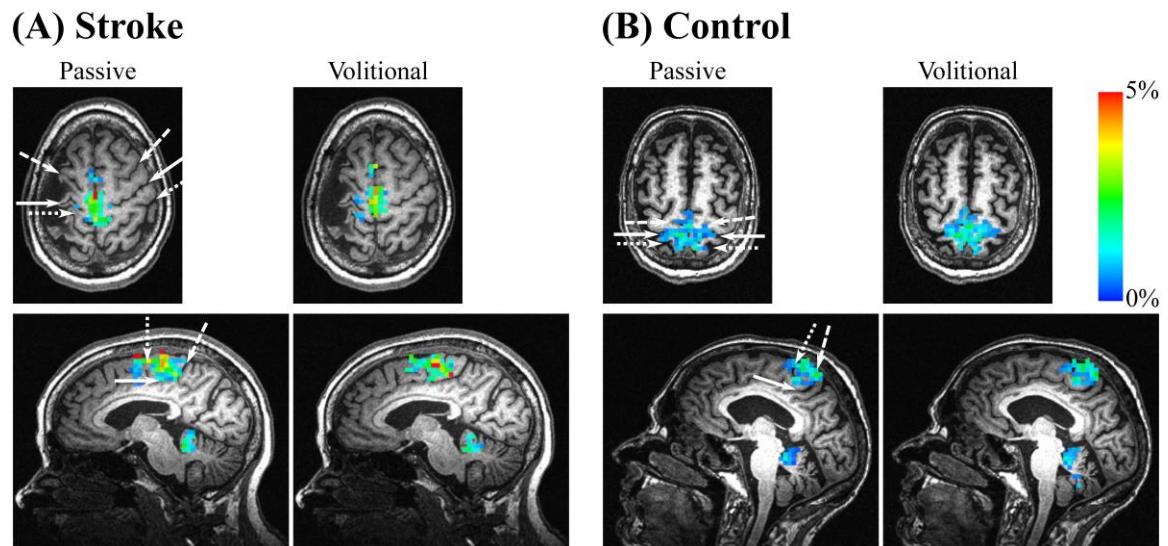 (A) Stroke
Passive
Volitional
(B) Control
Passive
Volitional
5%
0%